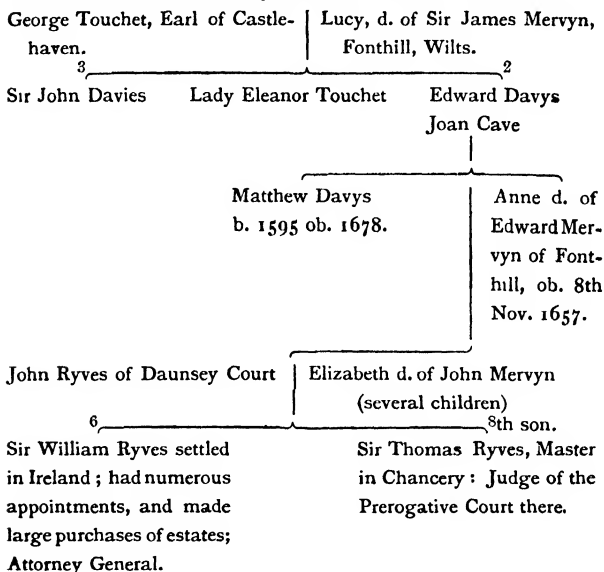 George Touchet, Earl of Castle- Lucy, d. of Sir James Mervyn,
haven. Fonthill, Wilts.
3 2
Sir John Davies Lady Eleanor Touchet Edward Davys
Joan Cave
Matthew Davys Anne d. of
b. 1595 ob. 1678. Edward Mer-
vyn of Font-
hill, ob. 8th
Nov. 1657.
John Ryves of Daunsey Court Elizabeth d. of John Mervyn
(several children)
6 8th son.
Sir William Ryves settled Sir Thomas Ryves, Master
in Ireland; had numerous in Chancery: Judge of the
appointments, and made Prerogative Court there.
large purchases of estates;
Attorney General.